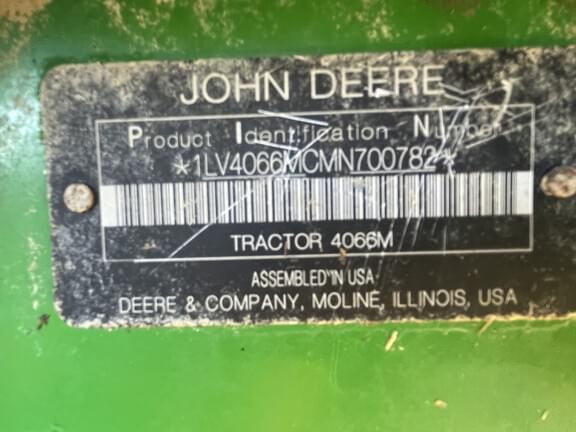 JOHN DEERE
Product Identification Number
*1LV4066MCMN700782*
TRACTOR 4066M
ASSEMBLED IN USA
DEERE & COMPANY, MOLINE, ILLINOIS, USA